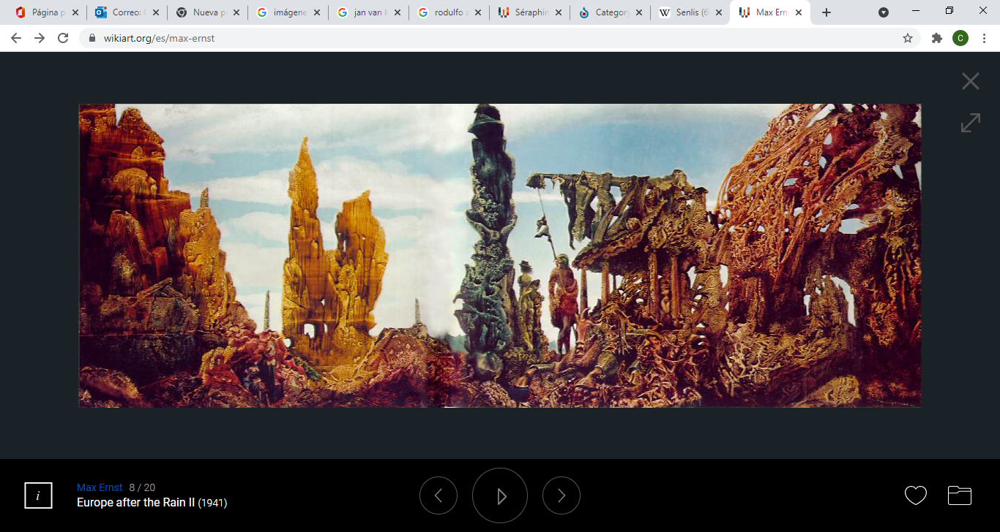 Página p Correo: Nueva p imágene jan van k rodulfo a Séraphin Categor Senlis (6 Max Ern
wikiart.org/es/max-ernst
C
i
Max Ernst 8 / 20
Europe after the Rain II (1941)